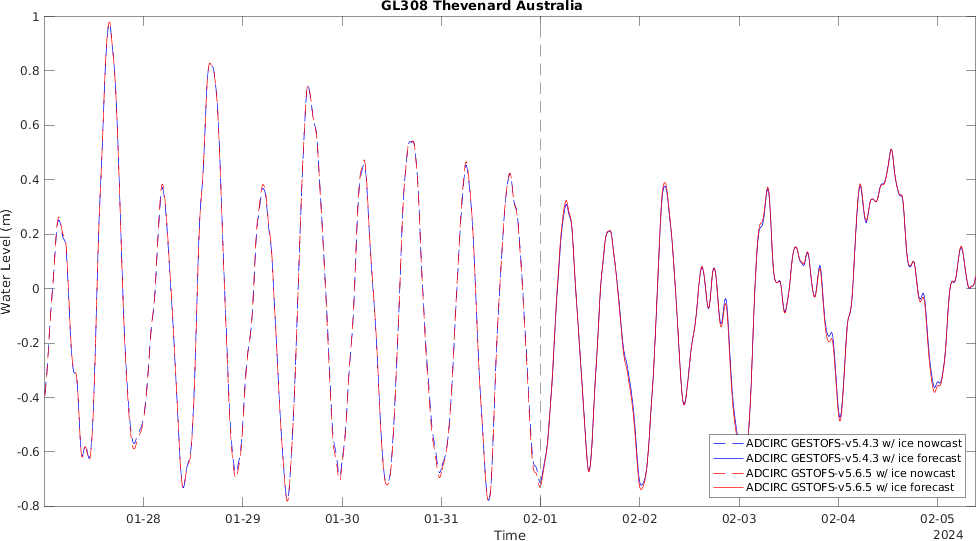 GL308 Thevenard Australia
Water Level (m)
1
0.8
0.6
0.4
0.2
0
-0.2
-0.4
-0.6
-0.8
ADCIRC GESTOFS-v5.4.3 w/ ice nowcast
ADCIRC GESTOFS-v5.4.3 w/ ice forecast
ADCIRC GSTOFS-v5.6.5 w/ ice nowcast
ADCIRC GSTOFS-v5.6.5 w/ ice forecast
01-28
01-29
01-30
01-31
02-01
02-02
02-03
02-04
02-05
2024
Time